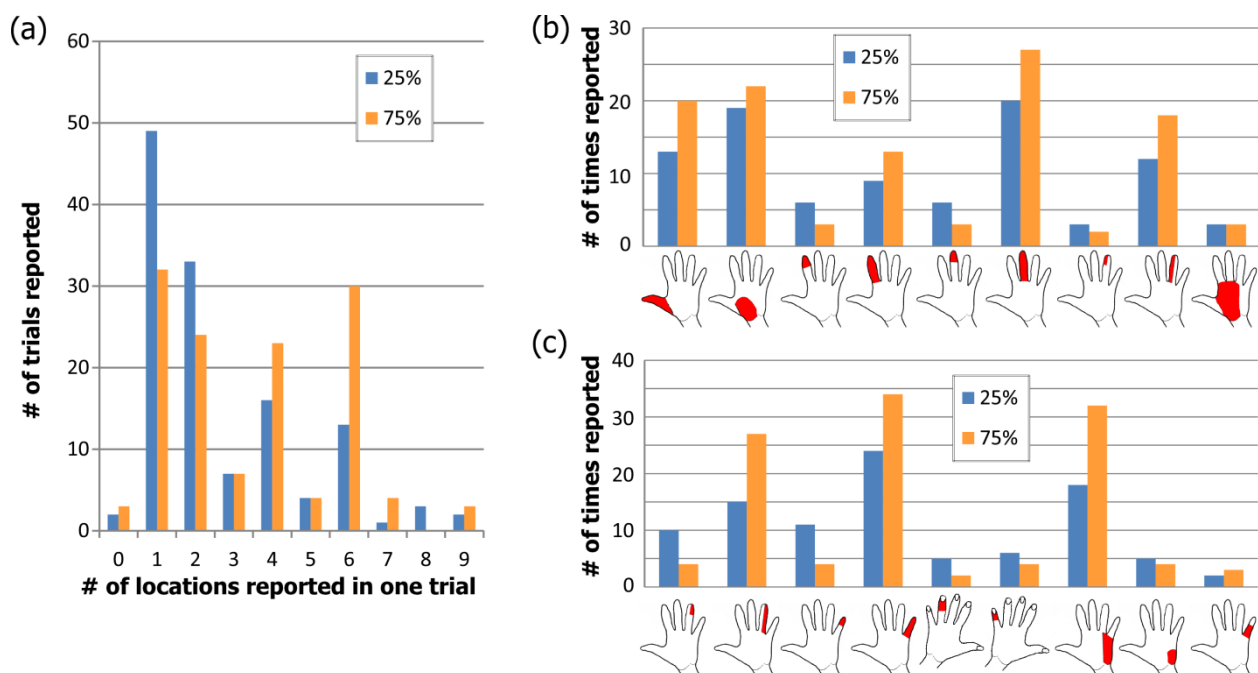 (a)
60
50
40
30
20
10
0
# of trials reported
25%
75%
0 1 2 3 4 5 6 7 8 9
# of locations reported in one trial
(b)
30
20
10
0
# of times reported
25%
75%
(c)
40
30
20
10
0
# of times reported
25%
75%